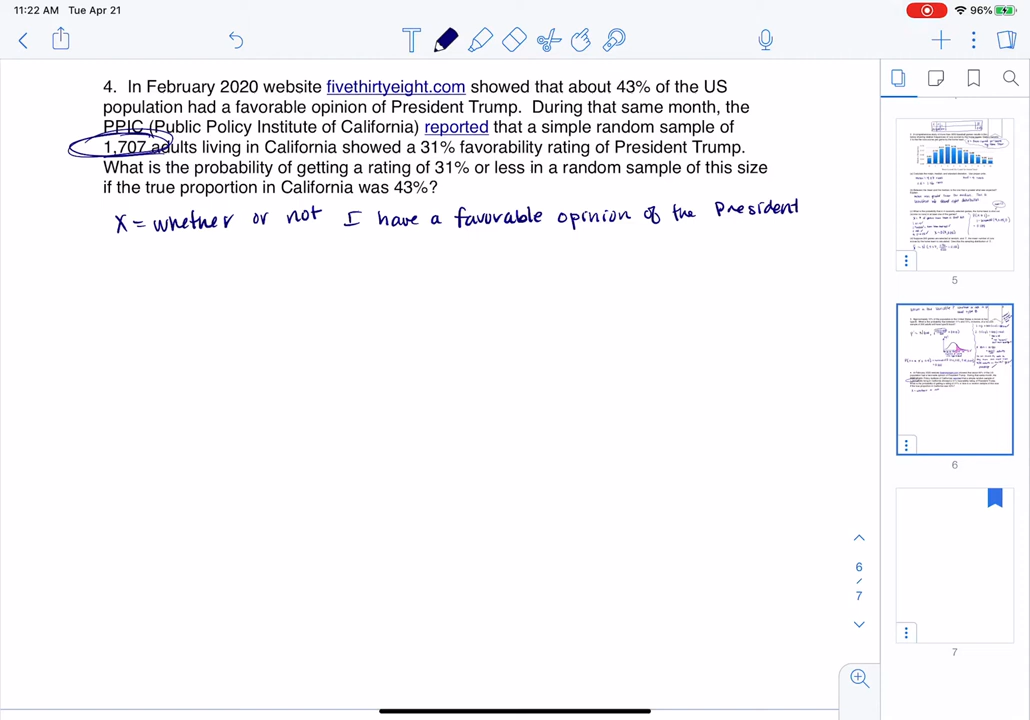 11:22 AM Tue Apr 21
96%
T
4. In February 2020 website fivethirtyeight.com showed that about 43% of the US
population had a favorable opinion of President Trump. During that same month, the
PPIC (Public Policy Institute of California) reported that a simple random sample of
1,707 adults living in California showed a 31% favorability rating of President Trump.
What is the probability of getting a rating of 31% or less in a random sample of this size
if the true proportion in California was 43%?
X = whether or not I have a favorable opinion of the President
5
6
7
6
/
7